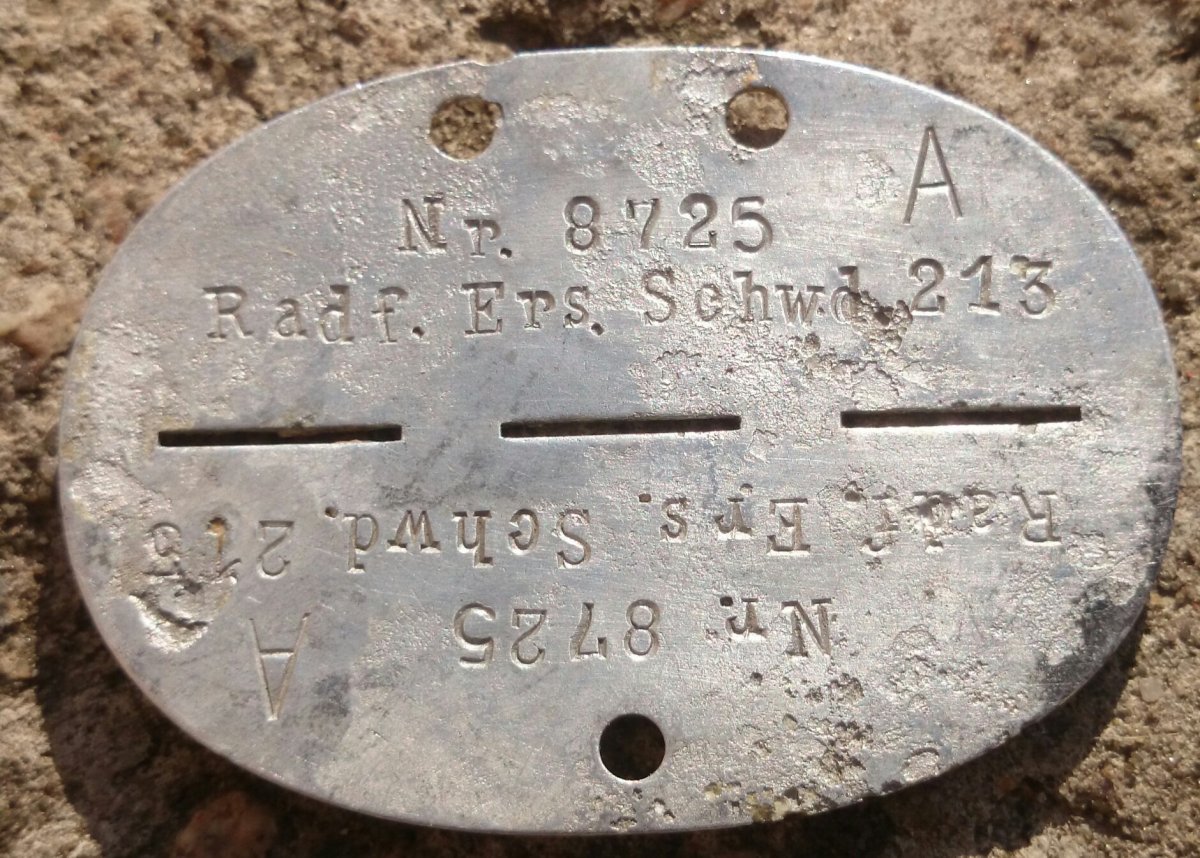 A
Nr. 8725
Radf. Ers. Schwd. 213
Radf. Ers. Schwd. 213
Nr. 8725
A